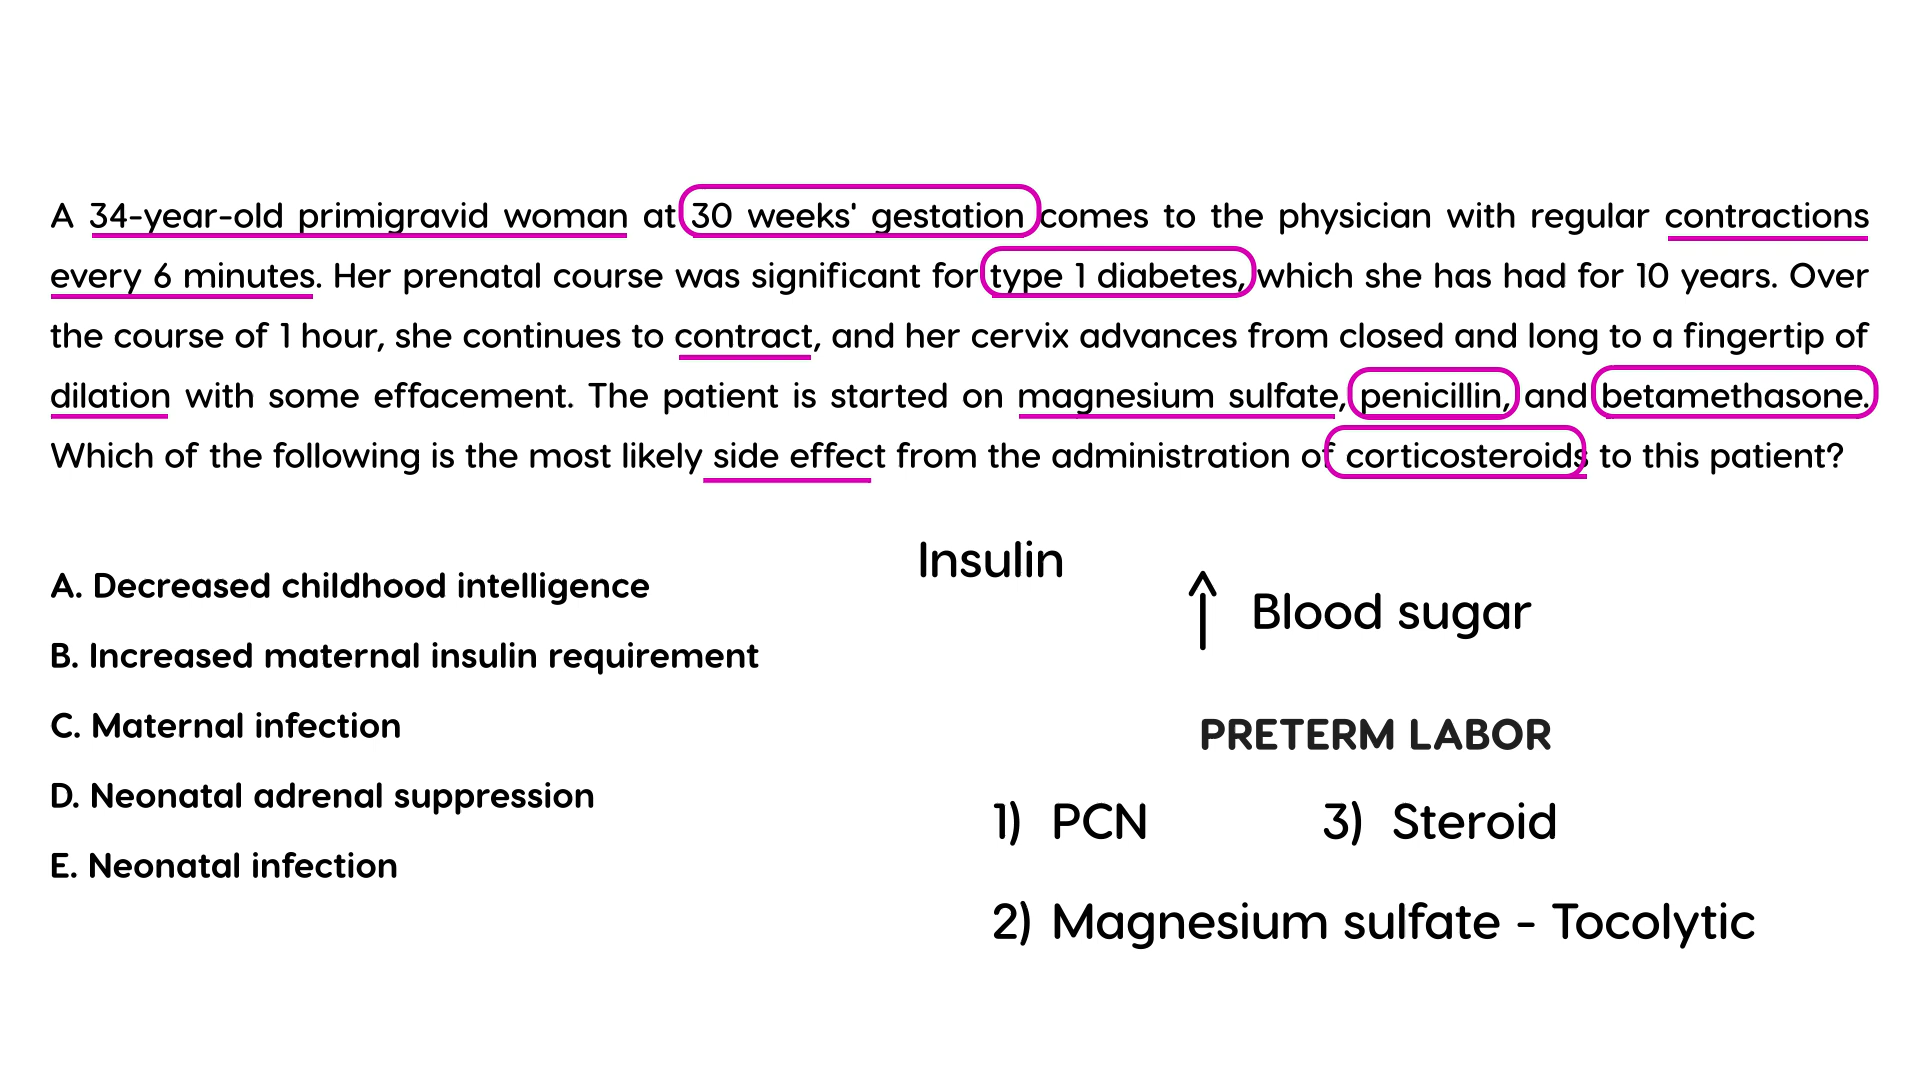 A 34-year-old primigravid woman at 30 weeks' gestation comes to the physician with regular contractions
every 6 minutes. Her prenatal course was significant for type 1 diabetes, which she has had for 10 years. Over
the course of 1 hour, she continues to contract, and her cervix advances from closed and long to a fingertip of
dilation with some effacement. The patient is started on magnesium sulfate, penicillin, and betamethasone.
Which of the following is the most likely side effect from the administration of corticosteroids to this patient?
A. Decreased childhood intelligence
B. Increased maternal insulin requirement
C. Maternal infection
D. Neonatal adrenal suppression
E. Neonatal infection
Insulin
↑ Blood sugar
PRETERM LABOR
1) PCN 3) Steroid
2) Magnesium sulfate - Tocolytic